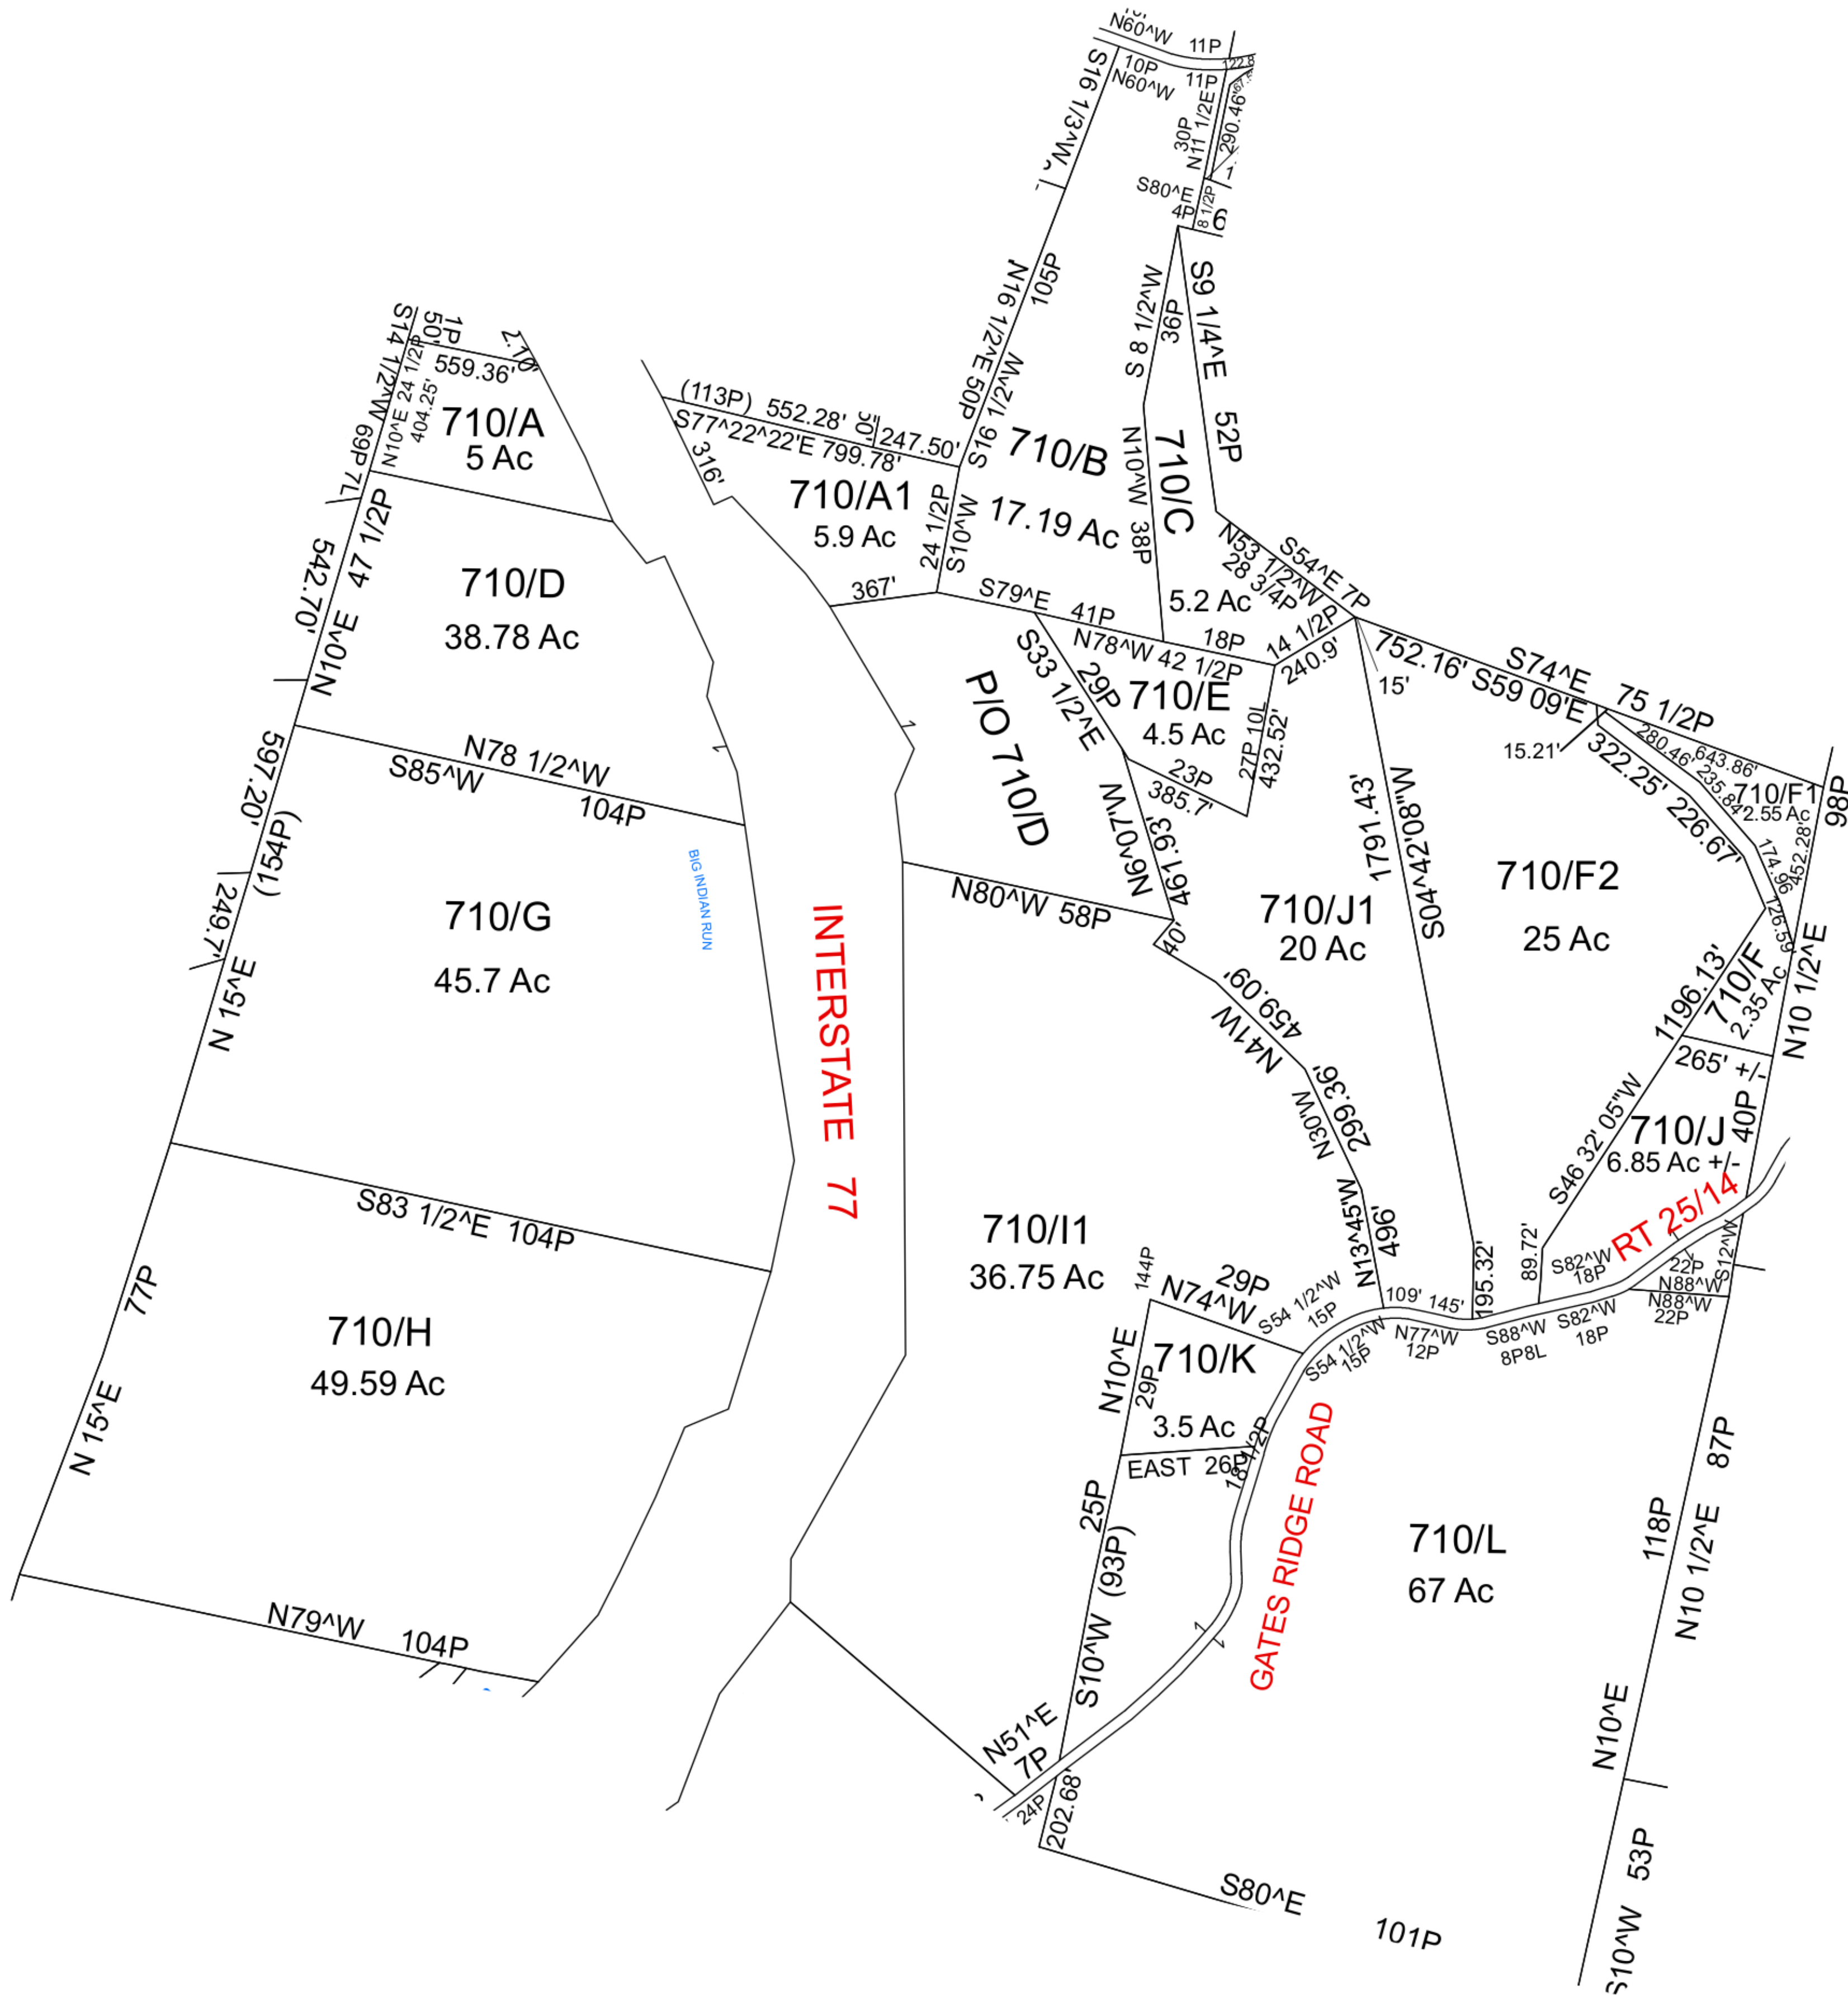 N60^W
11P
10P
11P
N60^W
122.8
S16 1/3^W
30P
N11 1/2E
290.46'
S80^E
4P
8 1/2P
6
N16 1/2^E 50P
105P
S16 1/2^W
S 8 1/2^W
36P
S9 1/4^E 52P
S14 1/2^W 69P 7L
1P
50'
559.36'
N10^E 24 1/2P
404.25'
710/A
5 Ac
(113P) 552.28'
50'
247.50'
S77^22^22'E 799.78'
316'
710/A1
5.9 Ac
24 1/2P
S10^W
367'
710/B
17.19 Ac
N10^W 38P
710/C
5.2 Ac
N53 1/2^W
28 3/4P
S54^E 7P
S79^E 41P
N78^W 42 1/2P
18P
14 1/2P
240.9'
15'
542.70'
N10^E 47 1/2P
710/D
38.78 Ac
P/O 710/D
S33 1/2^E
29P
710/E
4.5 Ac
27P 10L
432.52'
23P
385.7'
752.16' S59 09'E
S74^E 75 1/2P
15.21'
643.86'
280.46'
235.84'
322.25' 226.67'
710/F1
2.55 Ac
174.96
452.28'
126.59
98P
N78 1/2^W
S85^W
104P
597.20'
(154P)
249.7'
N 15^E
710/G
45.7 Ac
BIG INDIAN RUN
INTERSTATE 77
N6^07"W
461.93'
N80^W 58P
40'
710/J1
20 Ac
1791.43'
S04^42'08"W
710/F2
25 Ac
1196.13'
710/F
2.35 Ac
N10 1/2^E
265' +/-
459.09'
N41W
299.36'
N30"W
S46 32' 05"W
710/J
6.85 Ac +/-
40P
S83 1/2^E 104P
77P
N 15^E
710/H
49.59 Ac
N79^W 104P
710/I1
36.75 Ac
N13^45"W
496'
144P
29P
N74^W
S54 1/2^W
15P
109' 145'
195.32'
89.72'
S82^W
18P
RT 25/14
22P
N88^W
S12^W
N88^W
22P
S54 1/2^W
15P
N77^W
12P
S88^W
8P8L
S82^W
18P
N10^E
29P
710/K
3.5 Ac
EAST 26P
18 1/2P
GATES RIDGE ROAD
25P
S10^W (93P)
710/L
67 Ac
118P
N10 1/2^E 87P
N10^E
N51^E
7P
24P
202.68'
S80^E 101P
S10^W 53P